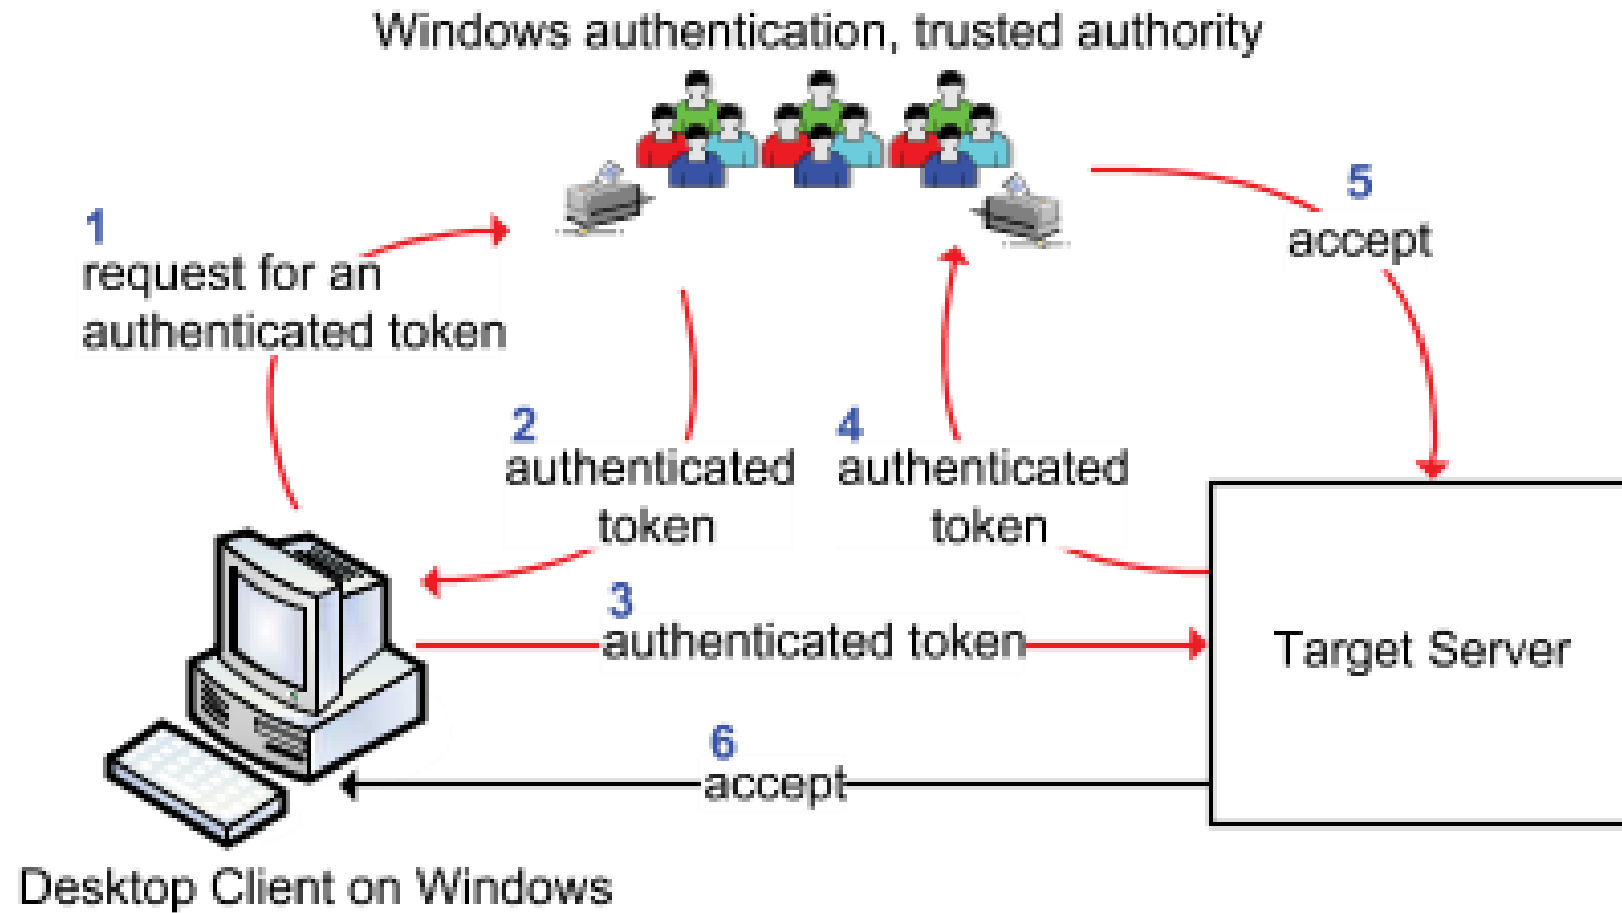 Windows authentication, trusted authority
1
request for an
authenticated token
2
authenticated
token
3
authenticated token
4
authenticated
token
5
accept
6
accept
Target Server
Desktop Client on Windows